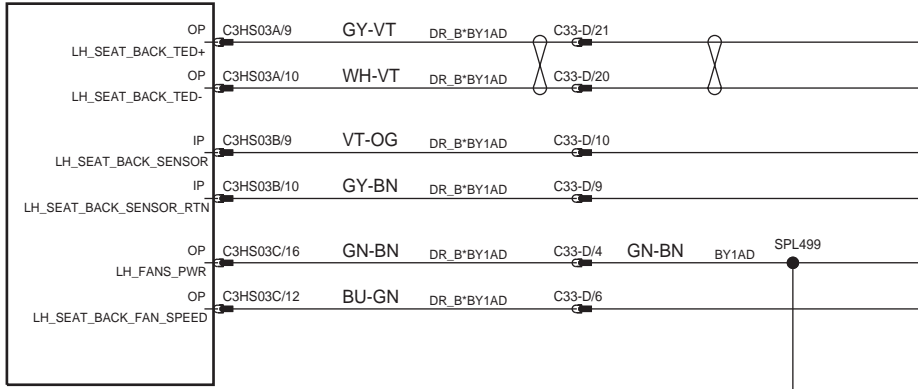 OP C3HS03A/9 GY-VT DR_B*BY1AD C33-D/21
LH_SEAT_BACK_TED+
OP C3HS03A/10 WH-VT DR_B*BY1AD C33-D/20
LH_SEAT_BACK_TED-
IP C3HS03B/9 VT-OG DR_B*BY1AD C33-D/10
LH_SEAT_BACK_SENSOR
IP C3HS03B/10 GY-BN DR_B*BY1AD C33-D/9
LH_SEAT_BACK_SENSOR_RTN
OP C3HS03C/16 GN-BN DR_B*BY1AD C33-D/4 GN-BN BY1AD SPL499
LH_FANS_PWR
OP C3HS03C/12 BU-GN DR_B*BY1AD C33-D/6
LH_SEAT_BACK_FAN_SPEED